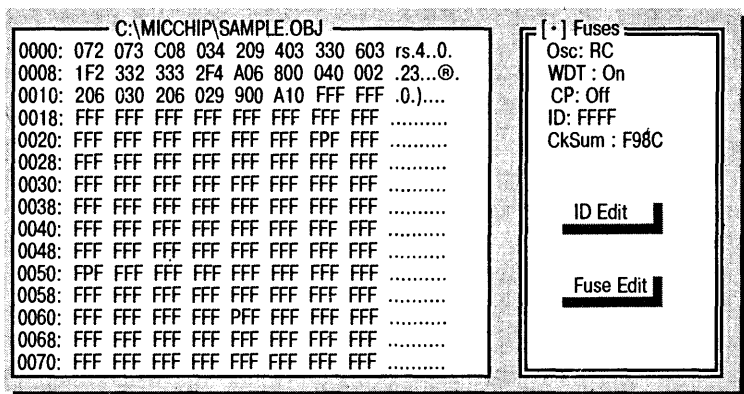 C:\MICCHIP\SAMPLE.OBJ
0000: 072 073 C08 034 209 403 330 603 rs.4..0.
0008: 1F2 332 333 2F4 A06 800 040 002 .23...®.
0010: 206 030 206 029 900 A10 FFF FFF .0.)....
0018: FFF FFF FFF FFF FFF FFF FFF FFF ..........
0020: FFF FFF FFF FFF FFF FFF FPF FFF ..........
0028: FFF FFF FFF FFF FFF FFF FFF FFF ..........
0030: FFF FFF FFF FFF FFF FFF FFF FFF ..........
0038: FFF FFF FFF FFF FFF FFF FFF FFF ..........
0040: FFF FFF FFF FFF FFF FFF FFF FFF ..........
0048: FFF FFF FFF FFF FFF FFF FFF FFF ..........
0050: FPF FFF FFF FFF FFF FFF FFF FFF ..........
0058: FFF FFF FFF FFF FFF FFF FFF FFF ..........
0060: FFF FFF FFF FFF PFF FFF FFF FFF ..........
0068: FFF FFF FFF FFF FFF FFF FFF FFF ..........
0070: FFF FFF FFF FFF FFF FFF FFF FFF ..........
[·] Fuses
Osc: RC
WDT : On
CP: Off
ID: FFFF
CkSum : F98C
ID Edit
Fuse Edit